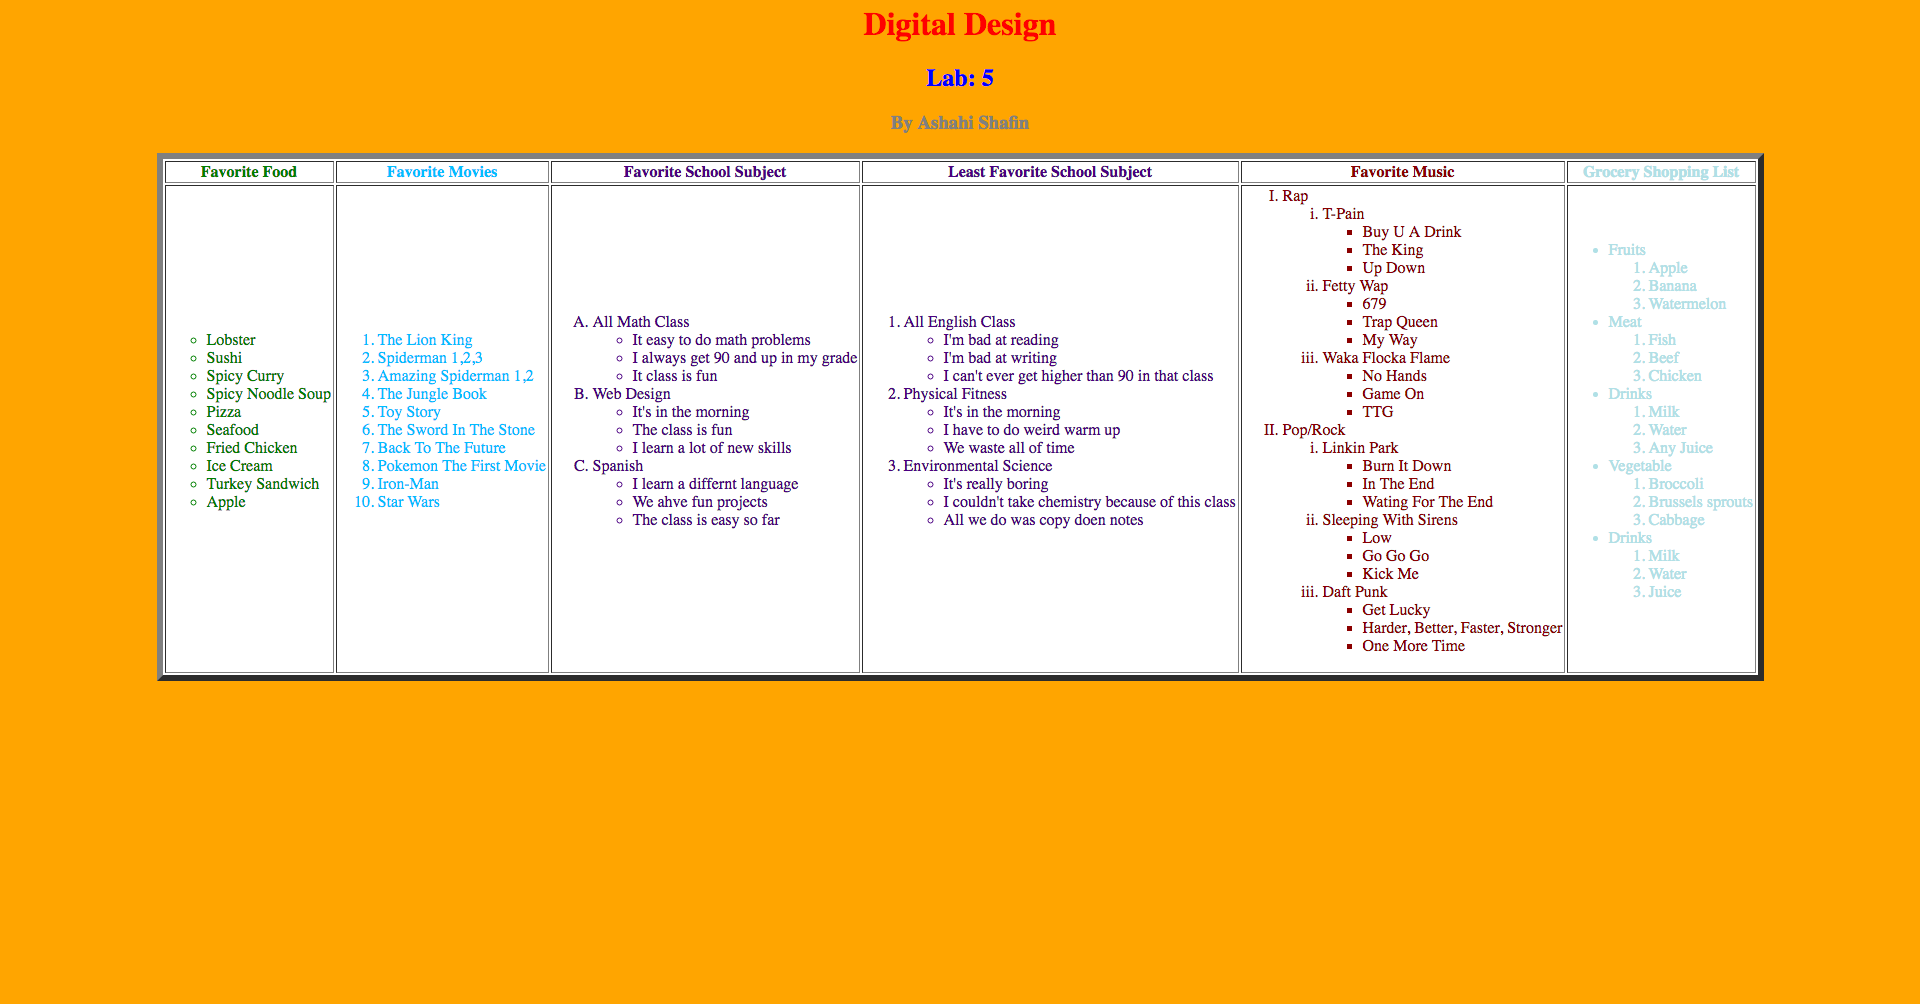 Digital Design
Lab: 5
By Ashahi Shafin
Favorite Food
Lobster
Sushi
Spicy Curry
Spicy Noodle Soup
Pizza
Seafood
Fried Chicken
Ice Cream
Turkey Sandwich
Apple
Favorite Movies
1. The Lion King
2. Spiderman 1,2,3
3. Amazing Spiderman 1,2
4. The Jungle Book
5. Toy Story
6. The Sword In The Stone
7. Back To The Future
8. Pokemon The First Movie
9. Iron-Man
10. Star Wars
Favorite School Subject
A. All Math Class
It easy to do math problems
I always get 90 and up in my grade
It class is fun
B. Web Design
It's in the morning
The class is fun
I learn a lot of new skills
C. Spanish
I learn a differnt language
We ahve fun projects
The class is easy so far
Least Favorite School Subject
1. All English Class
I'm bad at reading
I'm bad at writing
I can't ever get higher than 90 in that class
2. Physical Fitness
It's in the morning
I have to do weird warm up
We waste all of time
3. Environmental Science
It's really boring
I couldn't take chemistry because of this class
All we do was copy doen notes
Favorite Music
I. Rap
i. T-Pain
Buy U A Drink
The King
Up Down
ii. Fetty Wap
679
Trap Queen
My Way
iii. Waka Flocka Flame
No Hands
Game On
TTG
II. Pop/Rock
i. Linkin Park
Burn It Down
In The End
Wating For The End
ii. Sleeping With Sirens
Low
Go Go Go
Kick Me
iii. Daft Punk
Get Lucky
Harder, Better, Faster, Stronger
One More Time
Grocery Shopping List
Fruits
1. Apple
2. Banana
3. Watermelon
Meat
1. Fish
2. Beef
3. Chicken
Drinks
1. Milk
2. Water
3. Any Juice
Vegetable
1. Broccoli
2. Brussels sprouts
3. Cabbage
Drinks
1. Milk
2. Water
3. Juice